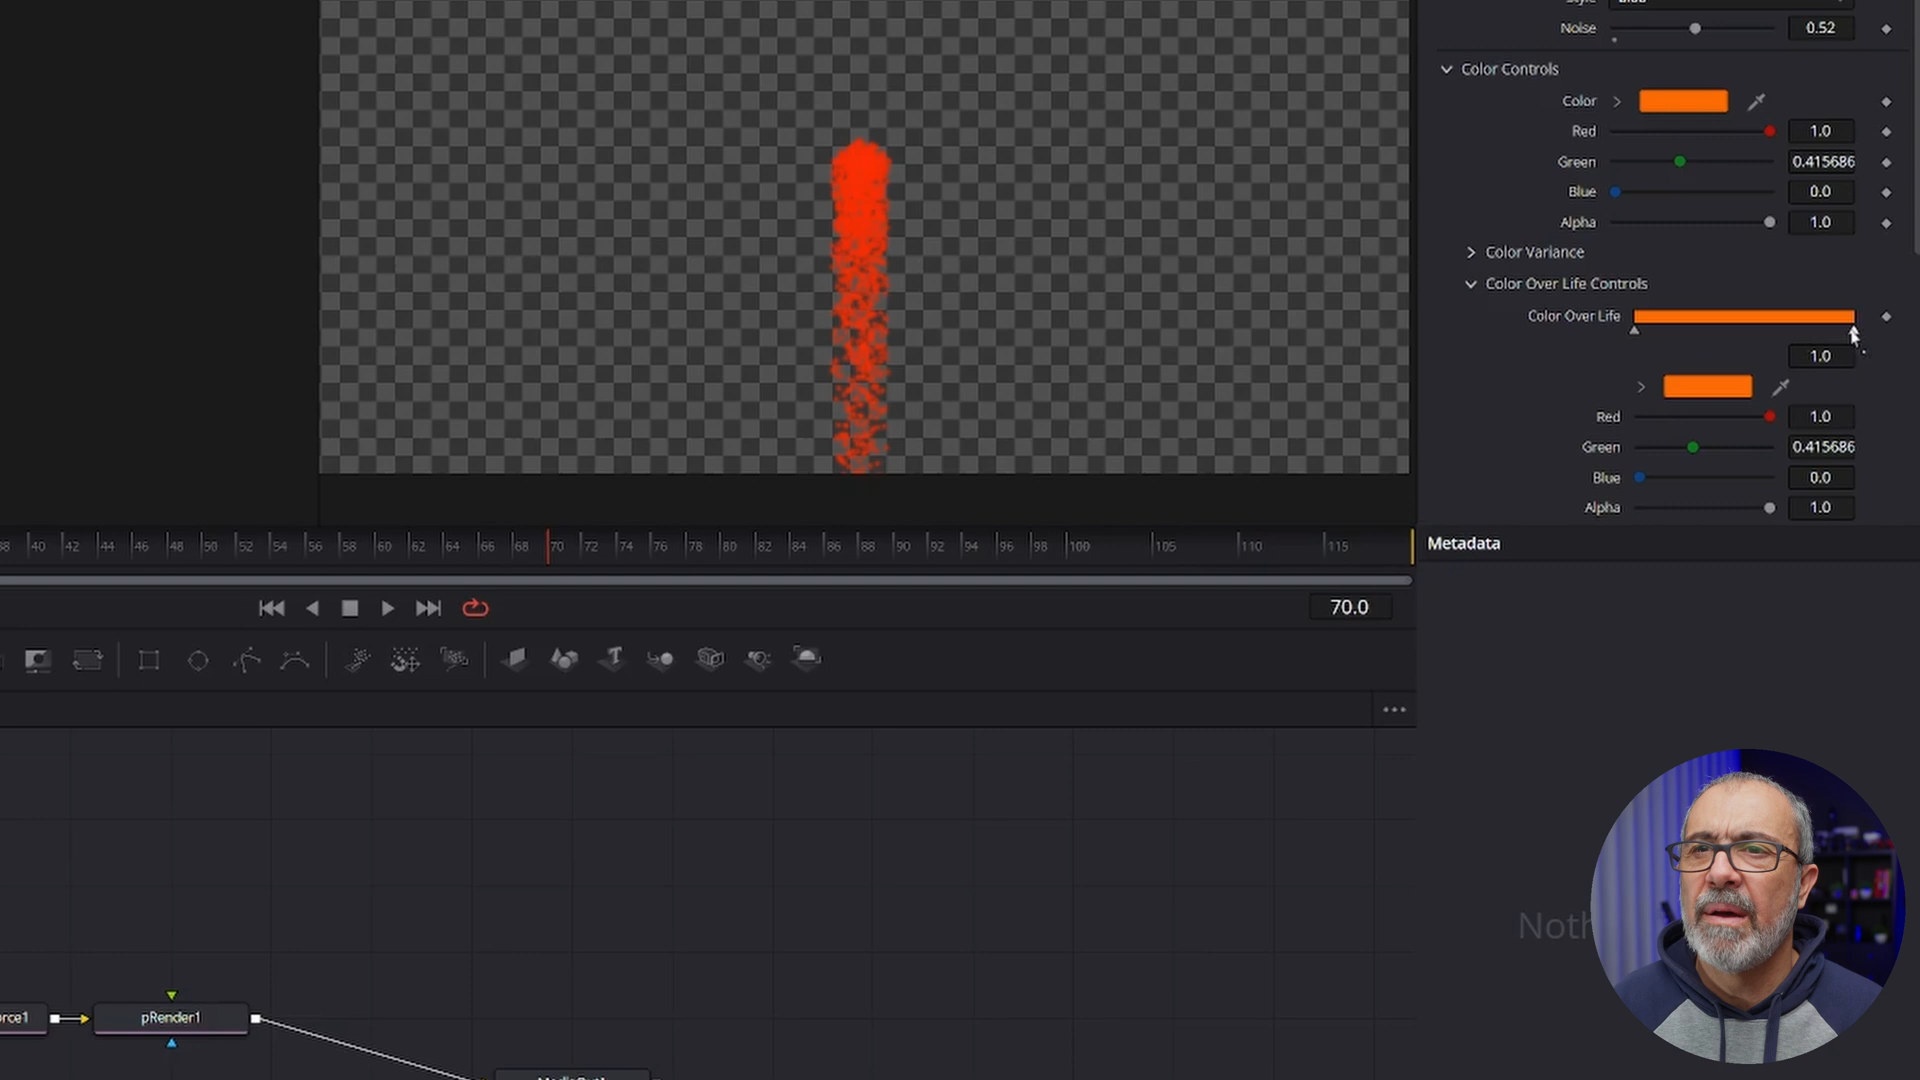 Noise 0.52
Color Controls
Color
Red 1.0
Green 0.415686
Blue 0.0
Alpha 1.0
Color Variance
Color Over Life Controls
Color Over Life
1.0
Red 1.0
Green 0.415686
Blue 0.0
Alpha 1.0
40 42 44 46 48 50 52 54 56 58 60 62 64 66 68 70 72 74 76 78 80 82 84 86 88 90 92 94 96 98 100 105 110 115
Metadata
70.0
Noth
rce1
pRender1